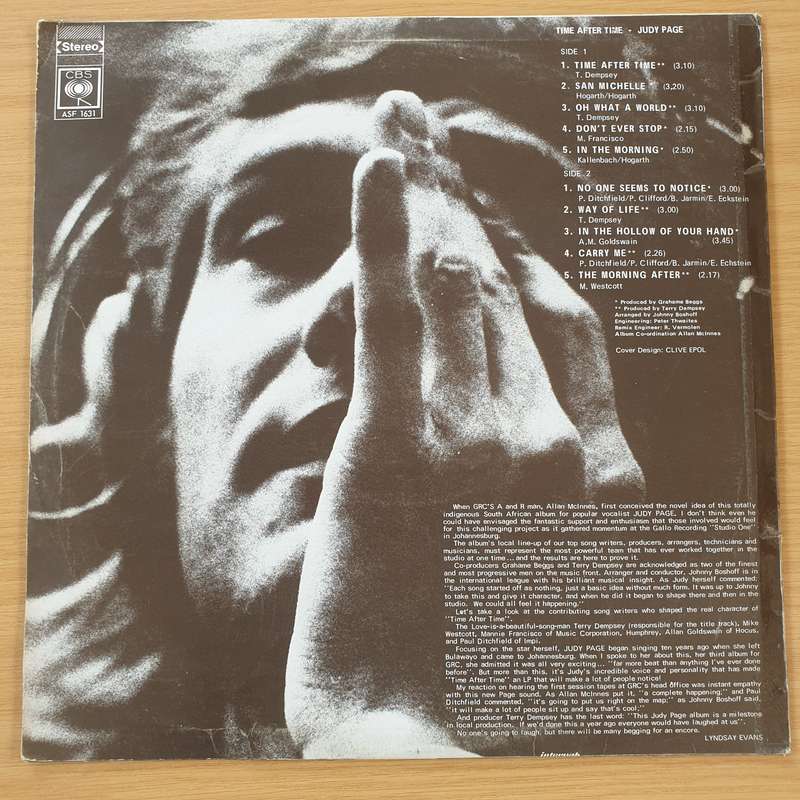 Stereo
CBS
ASF 1631
TIME AFTER TIME - JUDY PAGE
SIDE 1
1. TIME AFTER TIME** (3.10)
T. Dempsey
2. SAN MICHELLE* (3,20)
Hogarth/Hogarth
3. OH WHAT A WORLD** (3.10)
T. Dempsey
4. DON'T EVER STOP* (2.15)
M. Francisco
5. IN THE MORNING* (2.50)
Kallenbach/Hogarth
SIDE 2
1. NO ONE SEEMS TO NOTICE* (3,00)
P. Ditchfield/P. Clifford/B. Jarmin/E. Eckstein
2. WAY OF LIFE** (3,00)
T. Dempsey
3. IN THE HOLLOW OF YOUR HAND*
A.M. Goldswain (3.45)
4. CARRY ME** (2.26)
P. Ditchfield/P. Clifford/B. Jarmin/E. Echstein
5. THE MORNING AFTER** (2.17)
M. Westcott
* Produced by Grahame Beggs
** Produced by Terry Dempsey
Arranged by Johnny Boshoff
Engineering: Peter Thwaites
Remix Engineer; R. Vermolen
Album Co-ordination Allan McInnes
Cover Design: CLIVE EPOL
When GRC'S A and R man, Allan McInnes, first conceived the novel idea of this totally
indigenous South African album for popular vocalist JUDY PAGE, I don't think even he
could have envisaged the fantastic support and enthusiasm that those involved would feel
for this challenging project as it gathered momentum at the Gallo Recording "Studio One"
in Johannesburg.
The album's local line-up of our top song writers, producers, arrangers, technicians and
musicians, must represent the most powerful team that has ever worked together in the
studio at one time...and the results are here to prove it.
Co-producers Grahame Beggs and Terry Dempsey are acknowledged as two of the finest
and most progressive men on the music front. Arranger and conductor, Johnny Boshoff is in
the international league with his brilliant musical insight. As Judy herself commented:
"Each song started off as nothing, just a basic idea without much form. It was up to Johnny
to take this and give it character, and when he did it began to shape there and then in the
studio. We could all feel it happening."
Let's take a look at the contributing song writers who shaped the real character of
"Time After Time".
The Love-is-a-beautiful-song-man Terry Dempsey (responsible for the title track), Mike
Westcott, Mannie Francisco of Music Corporation, Humphrey, Allan Goldswain of Hocus,
and Paul Ditchfield of Impi.
Focusing on the star herself, JUDY PAGE began singing ten years ago when she left
Bulawayo and came to Johannesburg. When I spoke to her about this, her third album for
GRC, she admitted it was all very exciting... "far more beat than anything I've ever done
before". But more than this, it's Judy's incredible voice and personality that has made
"Time After Time" an LP that will make a lot of people notice!
My reaction on hearing the first session tapes at GRC's head office was instant empathy
with this new Page sound. As Allan McInnes put it, "a complete happening;" and Paul
Ditchfield commented, "it's going to put us right on the map;" as Johnny Boshoff said,
"it will make a lot of people sit up and say that's cool;"
And producer Terry Dempsey has the last word: "This Judy Page album is a milestone
in local production. If we'd done this a year ago everyone would have laughed at us".
No one's going to laugh, but there will be many begging for an encore.
LYNDSAY EVANS